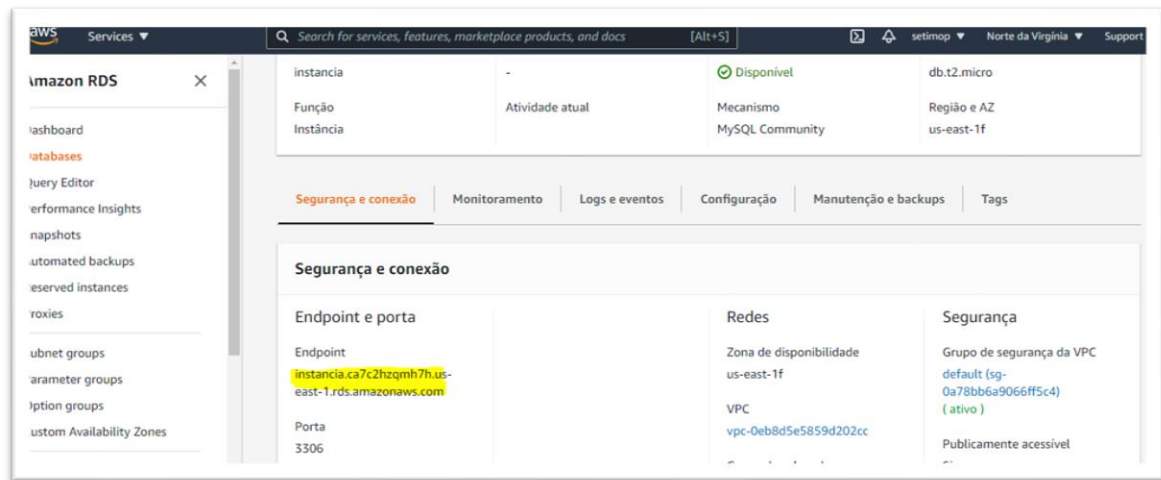 aws
Services ▼
Search for services, features, marketplace products, and docs
[Alt+S]
setimop ▼
Norte da Virgínia ▼
Support
Amazon RDS
×
ashboard
atabases
uery Editor
erformance Insights
napshots
utomated backups
eserved instances
roxies
ubnet groups
arameter groups
ption groups
ustom Availability Zones
instancia
-
Disponível
db.t2.micro
Função
Atividade atual
Mecanismo
Região e AZ
Instância
MySQL Community
us-east-1f
Segurança e conexão
Monitoramento
Logs e eventos
Configuração
Manutenção e backups
Tags
Segurança e conexão
Endpoint e porta
Endpoint
instancia.ca7c2hzqmh7h.us-
east-1.rds.amazonaws.com
Porta
3306
Redes
Zona de disponibilidade
us-east-1f
VPC
vpc-0eb8d5e5859d202cc
Segurança
Grupo de segurança da VPC
default (sg-
0a78bb6a9066ff5c4)
( ativo )
Publicamente acessível